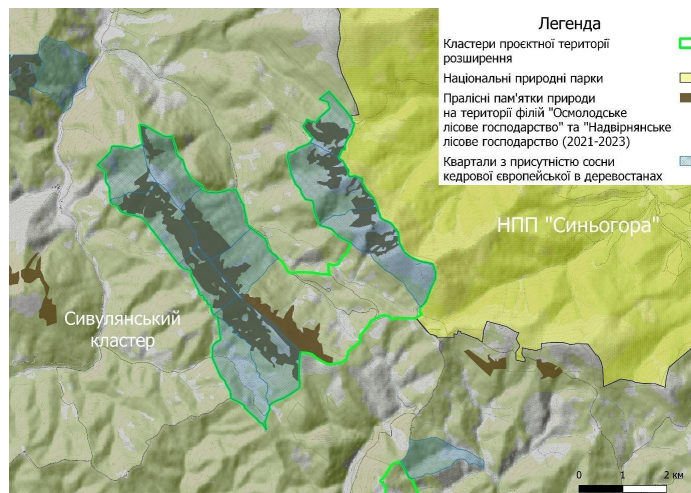 Легенда
Кластери проєктної території
розширення
Національні природні парки
Пралісні пам'ятки природи
на території філій "Осмолодське
лісове господарство" та "Надвірнянське
лісове господарство (2021-2023)
Квартали з присутністю сосни
кедрової європейської в деревостанах
НПП "Синьогора"
Сивулянський
кластер
0 1 2 км